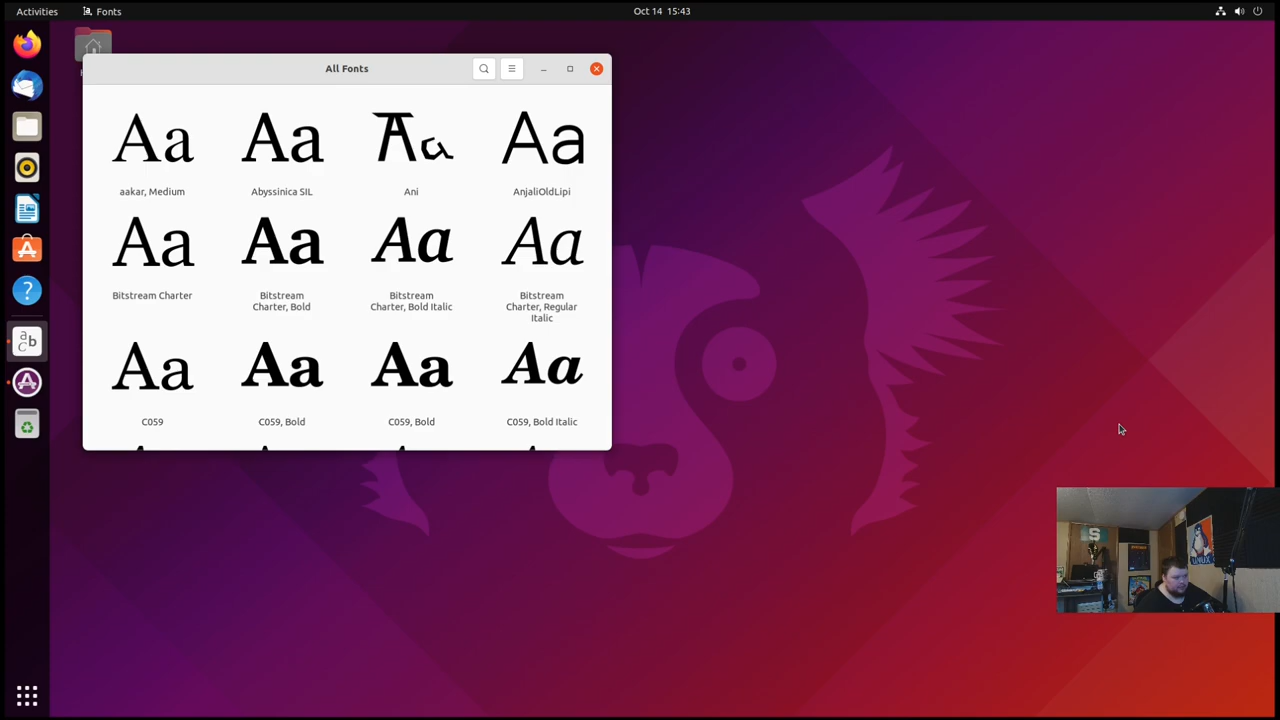 Activities
Fonts
Oct 14 15:43
All Fonts
Aa
Aa
Aa
Aa
aakar, Medium
Abyssinica SIL
Ani
AnjaliOldLipi
Aa
Aa
Aa
Aa
Bitstream Charter
Bitstream
Charter, Bold
Bitstream
Charter, Bold Italic
Bitstream
Charter, Regular
Italic
Aa
Aa
Aa
Aa
C059
C059, Bold
C059, Bold
C059, Bold Italic